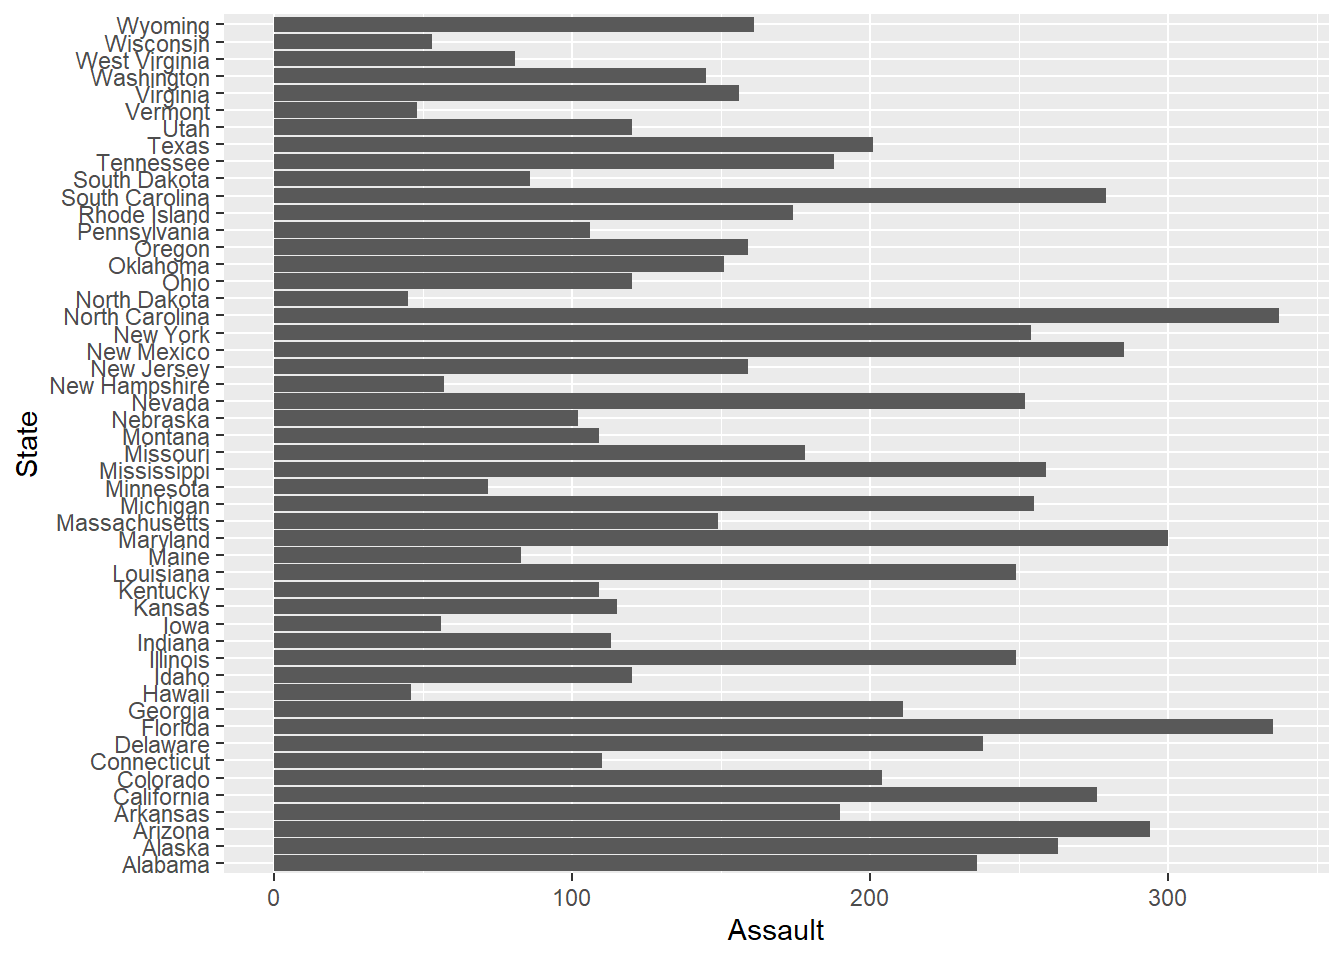 Wyoming
Wisconsin
West Virginia
Washington
Virginia
Vermont
Utah
Texas
Tennessee
South Dakota
South Carolina
Rhode Island
Pennsylvania
Oregon
Oklahoma
Ohio
North Dakota
North Carolina
New York
New Mexico
New Jersey
New Hampshire
Nevada
Nebraska
Montana
Missouri
Mississippi
Minnesota
Michigan
Massachusetts
Maryland
Maine
Louisiana
Kentucky
Kansas
Iowa
Indiana
Illinois
Idaho
Hawaii
Georgia
Florida
Delaware
Connecticut
Colorado
California
Arkansas
Arizona
Alaska
Alabama
State
0 100 200 300
Assault